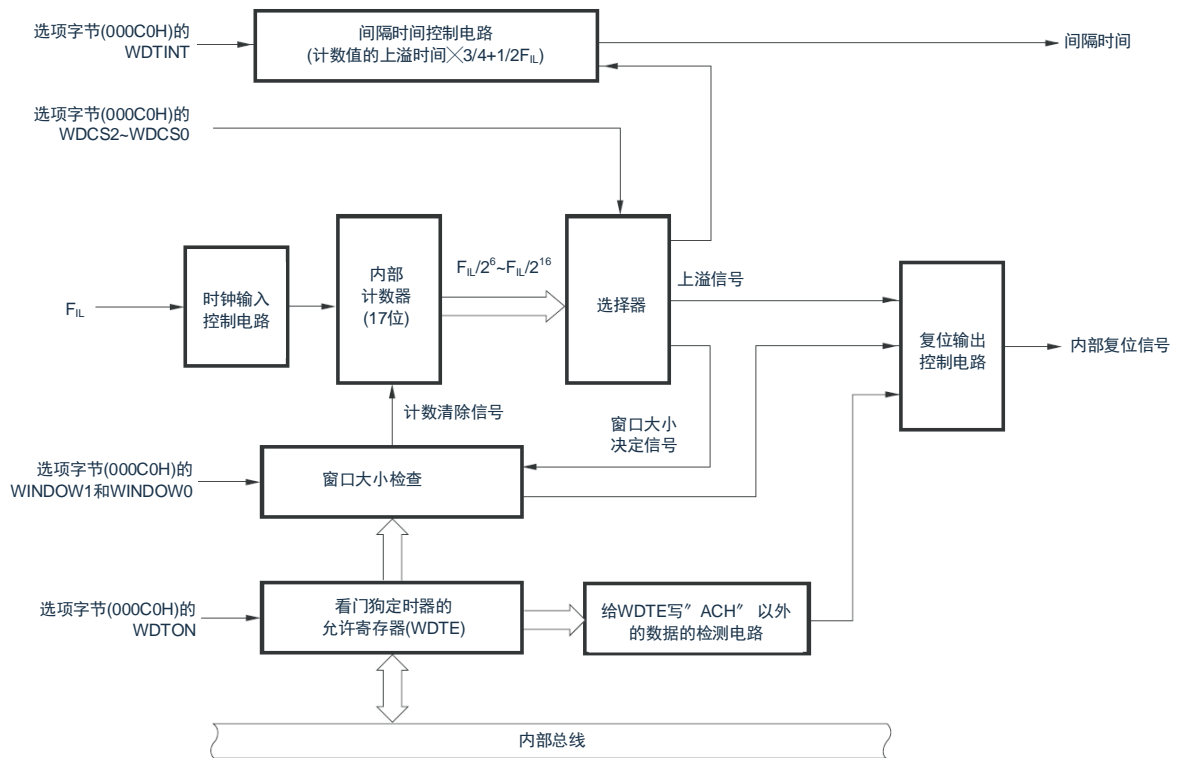 选项字节(000C0H)的
WDTINT
间隔时间控制电路
(计数值的上溢时间╳3/4+1/2FIL)
间隔时间
选项字节(000C0H)的
WDCS2~WDCS0
FIL
时钟输入
控制电路
内部
计数器
(17位)
FIL/2⁶~FIL/2¹⁶
选择器
上溢信号
复位输出
控制电路
内部复位信号
计数清除信号
窗口大小
决定信号
选项字节(000C0H)的
WINDOW1和WINDOW0
窗口大小检查
选项字节(000C0H)的
WDTON
看门狗定时器的
允许寄存器(WDTE)
给WDTE写″ ACH″ 以外
的数据的检测电路
内部总线